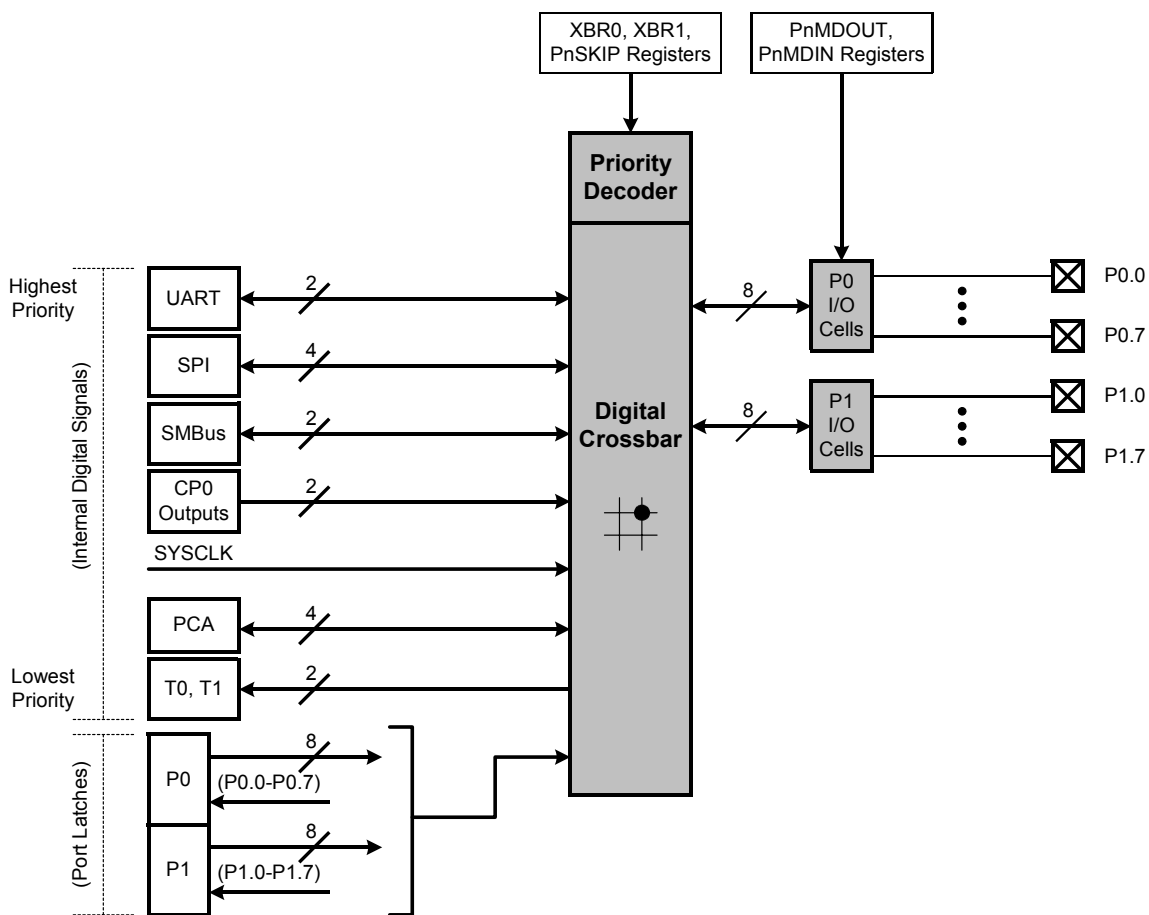 XBR0, XBR1,
PnSKIP Registers
PnMDOUT,
PnMDIN Registers
Priority
Decoder
Highest
Priority
(Internal Digital Signals)
UART
2
SPI
4
SMBus
2
CP0
Outputs
2
SYSCLK
PCA
4
Lowest
Priority
T0, T1
2
Digital
Crossbar
8
P0
I/O
Cells
P0.0
P0.7
8
P1
I/O
Cells
P1.0
P1.7
(Port Latches)
P0
8
(P0.0-P0.7)
P1
8
(P1.0-P1.7)